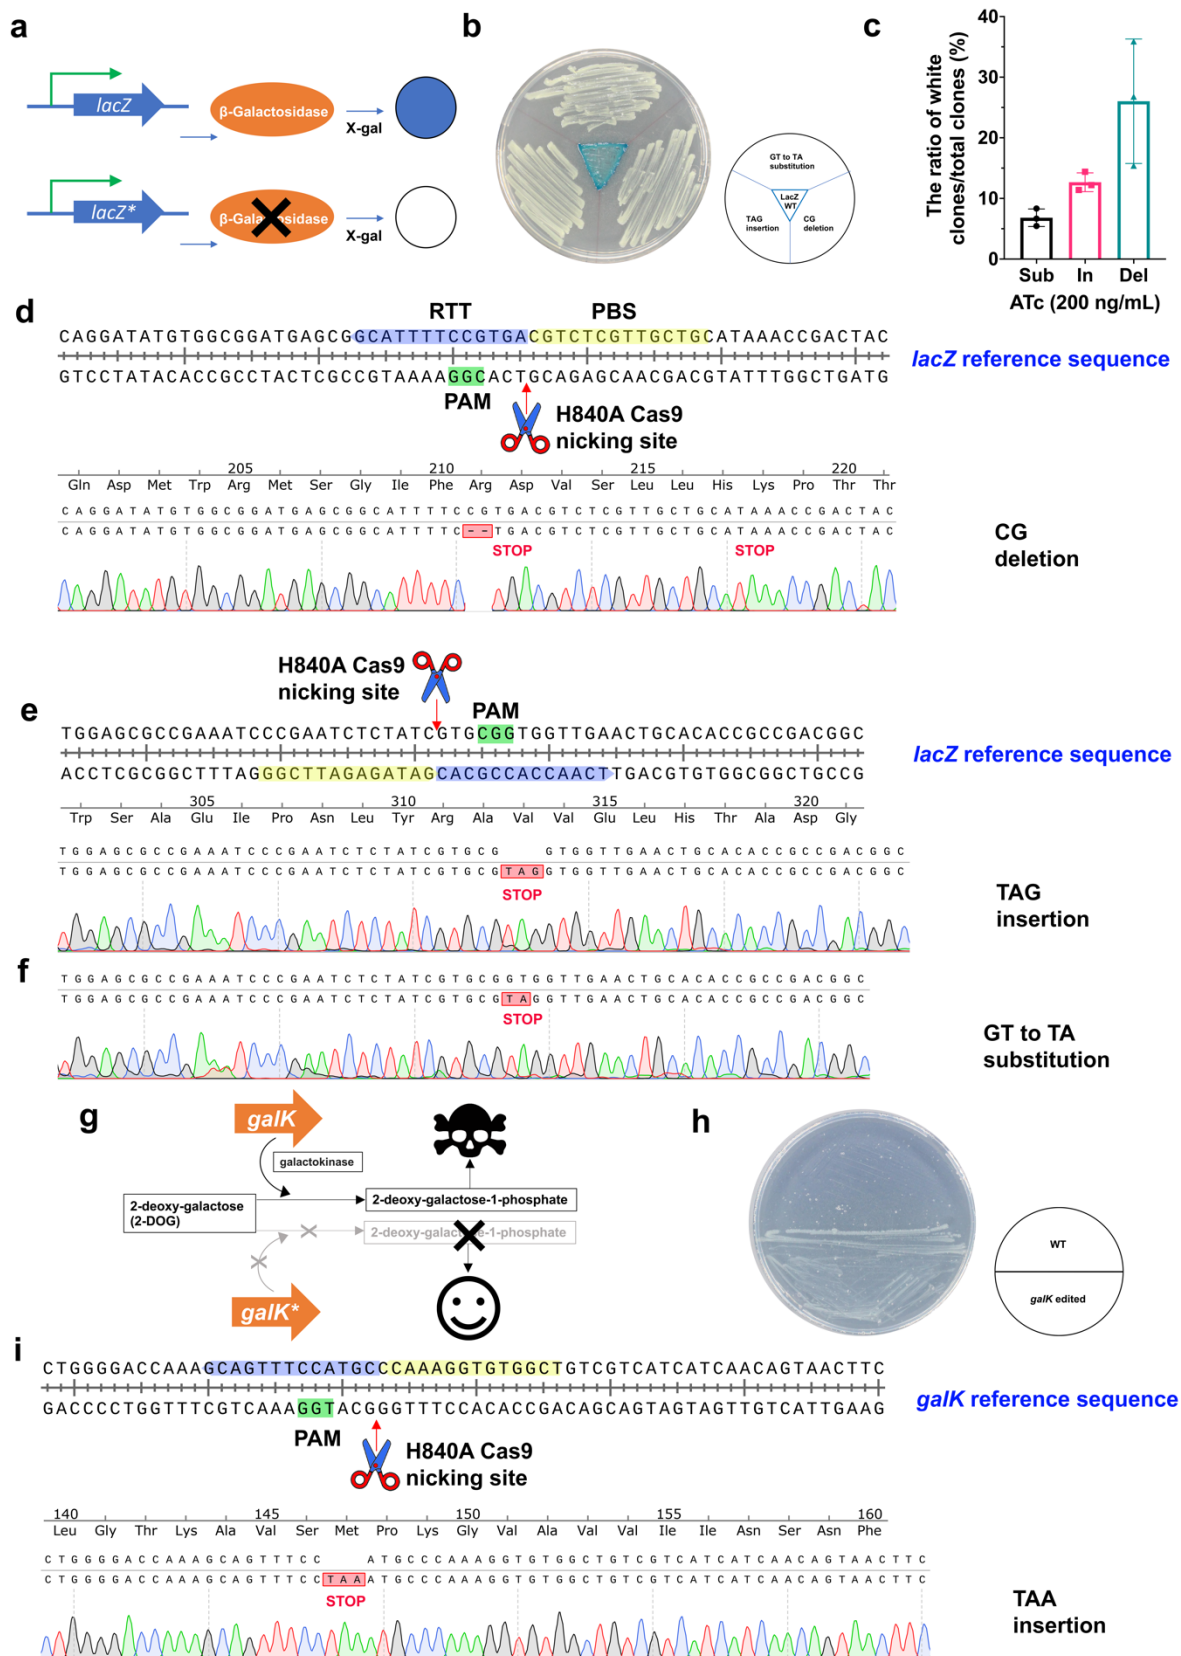 a
lacZ
β-Galactosidase
X-gal
lacZ*
β-Galactosidase
X-gal
b
GT to TA
substitution
LacZ
WT
TAG
insertion
CG
deletion
c
The ratio of white
clones/total clones (%)
40
30
20
10
0
Sub In Del
ATc (200 ng/mL)
d
RTT PBS
CAGGATATGTGGCGGATGAGCGGCATTTTCCGTGACGTCTCGTTGCTGCATAAACCGACTAC
GTCCTATACACCGCCTACTCGCCGTAAAAGGCACTGCAGAGCAACGACGTATTTGGCTGATG
lacZ reference sequence
PAM
H840A Cas9
nicking site
205 210 215 220
Gln Asp Met Trp Arg Met Ser Gly Ile Phe Arg Asp Val Ser Leu Leu His Lys Pro Thr Thr
CAGGATATGTGGCGGATGAGCGGCATTTTCCGTGACGTCTCGTTGCTGCATAAACCGACTAC
CAGGATATGTGGCGGATGAGCGGCATTTTC--TGACGTCTCGTTGCTGCATAAACCGACTAC
STOP STOP
CG
deletion
H840A Cas9
nicking site
e
PAM
TGGAGCGCCGAAATCCCGAATCTCTATCGTGCGGTGGTTGAACTGCACACCGCCGACGGC
ACCTCGCGGCTTTAGGGCTTAGAGATAGCACGCCACCAACTTGACGTGTGGCGGCTGCCG
lacZ reference sequence
305 310 315 320
Trp Ser Ala Glu Ile Pro Asn Leu Tyr Arg Ala Val Val Glu Leu His Thr Ala Asp Gly
TGGAGCGCCGAAATCCCGAATCTCTATCGTGCG GTGGTTGAACTGCACACCGCCGACGGC
TGGAGCGCCGAAATCCCGAATCTCTATCGTGCGTAGGTGGTTGAACTGCACACCGCCGACGGC
STOP
TAG
insertion
f
TGGAGCGCCGAAATCCCGAATCTCTATCGTGCGGTGGTTGAACTGCACACCGCCGACGGC
TGGAGCGCCGAAATCCCGAATCTCTATCGTGCGTAGGTTGAACTGCACACCGCCGACGGC
STOP
GT to TA
substitution
g
galK
galactokinase
2-deoxy-galactose
(2-DOG)
2-deoxy-galactose-1-phosphate
2-deoxy-galactose-1-phosphate
galK*
h
WT
galK edited
i
CTGGGGACCAAAGCAGTTTCCATGCCCAAAGGTGTGGCTGTCGTCATCATCAACAGTAACTTC
GACCCCTGGTTTCGTCAAAGGTACGGGTTTCCACACCGACAGCAGTAGTAGTTGTCATTGAAG
galK reference sequence
PAM
H840A Cas9
nicking site
140 145 150 155 160
Leu Gly Thr Lys Ala Val Ser Met Pro Lys Gly Val Ala Val Val Ile Ile Asn Ser Asn Phe
CTGGGGACCAAAGCAGTTTCC ATGCCCAAAGGTGTGGCTGTCGTCATCATCAACAGTAACTTC
CTGGGGACCAAAGCAGTTTCCTAAATGCCCAAAGGTGTGGCTGTCGTCATCATCAACAGTAACTTC
STOP
TAA
insertion